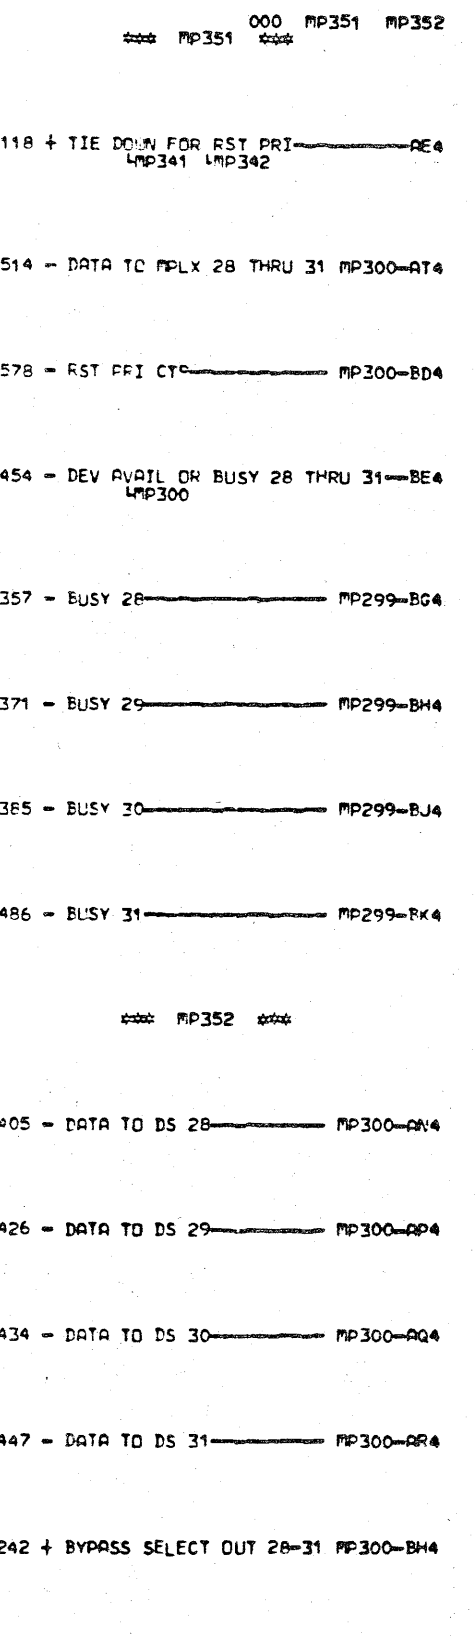 000 MP351 MP352
*** MP351 ***
118 + TIE DOWN FOR RST PRI AE4
MP341 MP342
514 - DATA TO MPLX 28 THRU 31 MP300-AT4
578 - RST PRI CTC MP300-BD4
454 - DEV AVAIL OR BUSY 28 THRU 31 BE4
MP300
357 - BUSY 28 MP299-BG4
371 - BUSY 29 MP299-BH4
385 - BUSY 30 MP299-BJ4
486 - BUSY 31 MP299-BK4
*** MP352 ***
405 - DATA TO DS 28 MP300-AN4
426 - DATA TO DS 29 MP300-AP4
434 - DATA TO DS 30 MP300-AQ4
447 - DATA TO DS 31 MP300-AR4
242 + BYPASS SELECT OUT 28-31 MP300-BH4